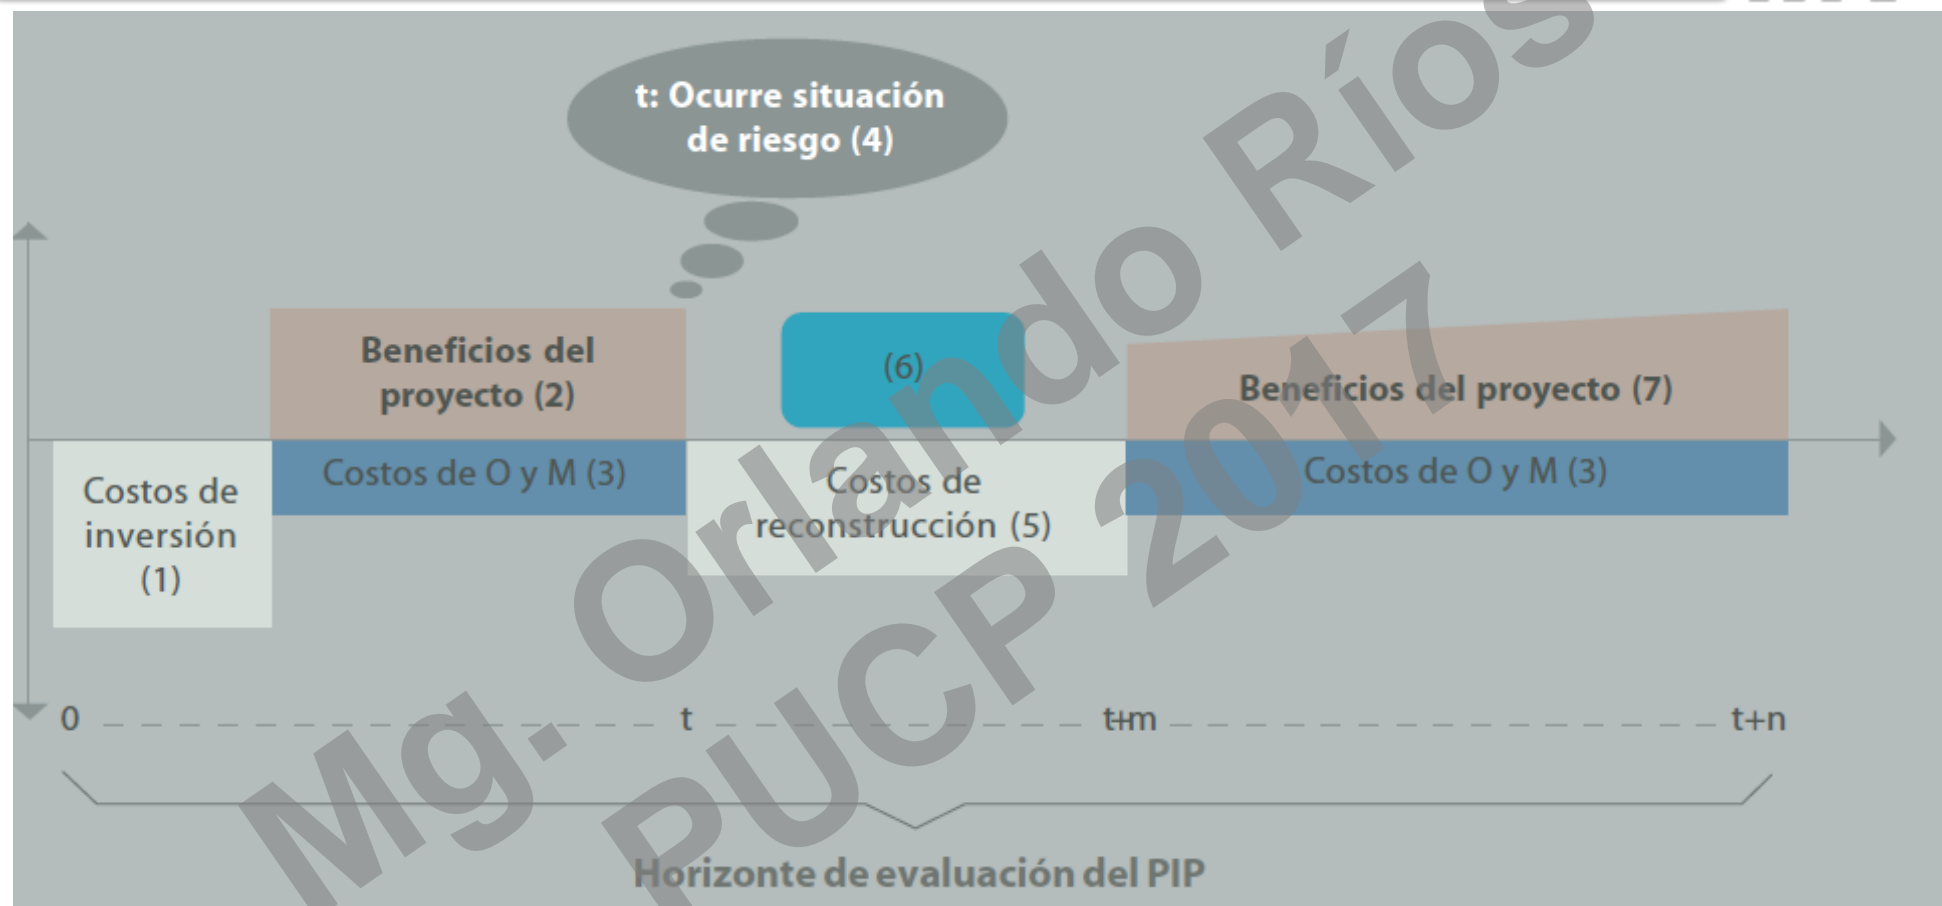 t: Ocurre situación
de riesgo (4)
Beneficios del
proyecto (2)
(6)
Beneficios del proyecto (7)
Costos de
inversión
(1)
Costos de O y M (3)
Costos de
reconstrucción (5)
Costos de O y M (3)
0
t
t+m
t+n
Horizonte de evaluación del PIP
Mg. Orlando Ríos
PUCP 2017